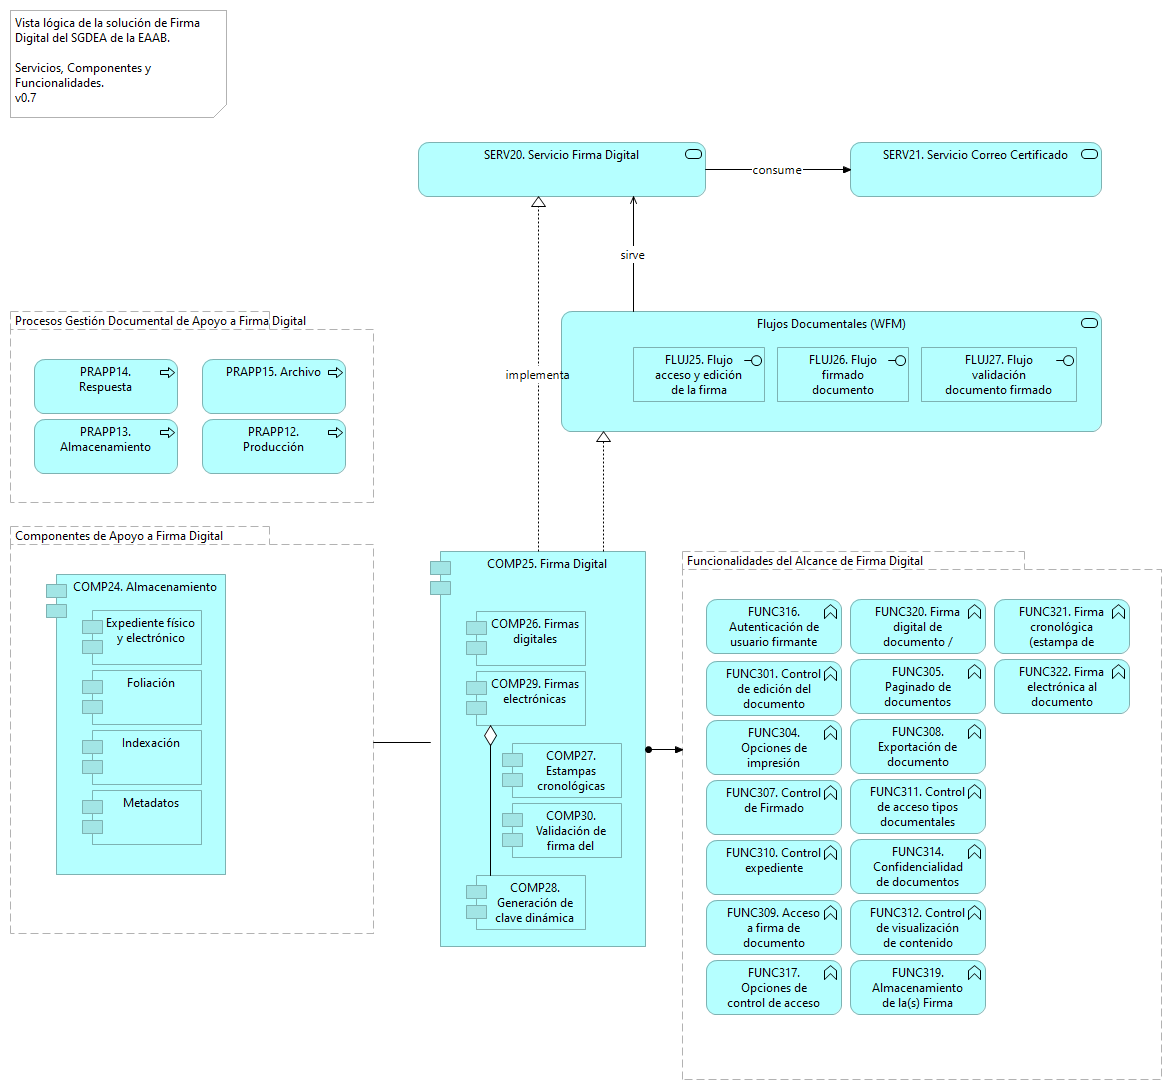 Vista lógica de la solución de Firma
Digital del SGDEA de la EAAB.
Servicios, Componentes y
Funcionalidades.
v0.7
SERV20. Servicio Firma Digital
consume
SERV21. Servicio Correo Certificado
sirve
Procesos Gestión Documental de Apoyo a Firma Digital
PRAPP14.
Respuesta
PRAPP15. Archivo
PRAPP13.
Almacenamiento
PRAPP12.
Producción
implementa
Flujos Documentales (WFM)
FLUJ25. Flujo
acceso y edición
de la firma
FLUJ26. Flujo
firmado
documento
FLUJ27. Flujo
validación
documento firmado
Componentes de Apoyo a Firma Digital
COMP24. Almacenamiento
Expediente físico
y electrónico
Foliación
Indexación
Metadatos
COMP25. Firma Digital
COMP26. Firmas
digitales
COMP29. Firmas
electrónicas
COMP27.
Estampas
cronológicas
COMP30.
Validación de
firma del
COMP28.
Generación de
clave dinámica
Funcionalidades del Alcance de Firma Digital
FUNC316.
Autenticación de
usuario firmante
FUNC320. Firma
digital de
documento /
FUNC321. Firma
cronológica
(estampa de
FUNC301. Control
de edición del
documento
FUNC305.
Paginado de
documentos
FUNC322. Firma
electrónica al
documento
FUNC304.
Opciones de
impresión
FUNC308.
Exportación de
documento
FUNC307. Control
de Firmado
FUNC311. Control
de acceso tipos
documentales
FUNC310. Control
expediente
FUNC314.
Confidencialidad
de documentos
FUNC309. Acceso
a firma de
documento
FUNC312. Control
de visualización
de contenido
FUNC317.
Opciones de
control de acceso
FUNC319.
Almacenamiento
de la(s) Firma